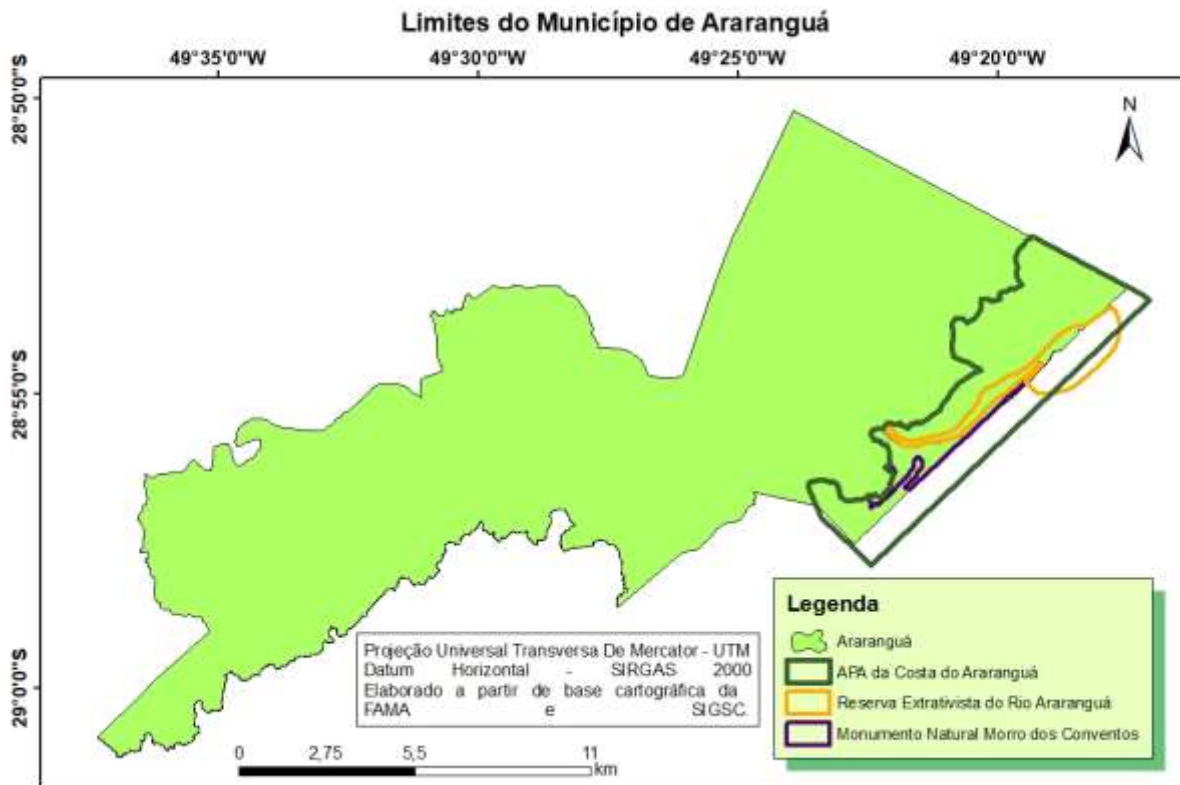 Limites do Município de Araranguá
49°35'0"W 49°30'0"W 49°25'0"W 49°20'0"W
28°50'0"S
28°55'0"S
29°0'0"S
N
Projeção Universal Transversa De Mercator - UTM
Datum Horizontal - SIRGAS 2000
Elaborado a partir de base cartográfica da
FAMA e SIGSC.
0 2,75 5,5 11
km
Legenda
Araranguá
APA da Costa do Araranguá
Reserva Extrativista do Rio Araranguá
Monumento Natural Morro dos Conventos